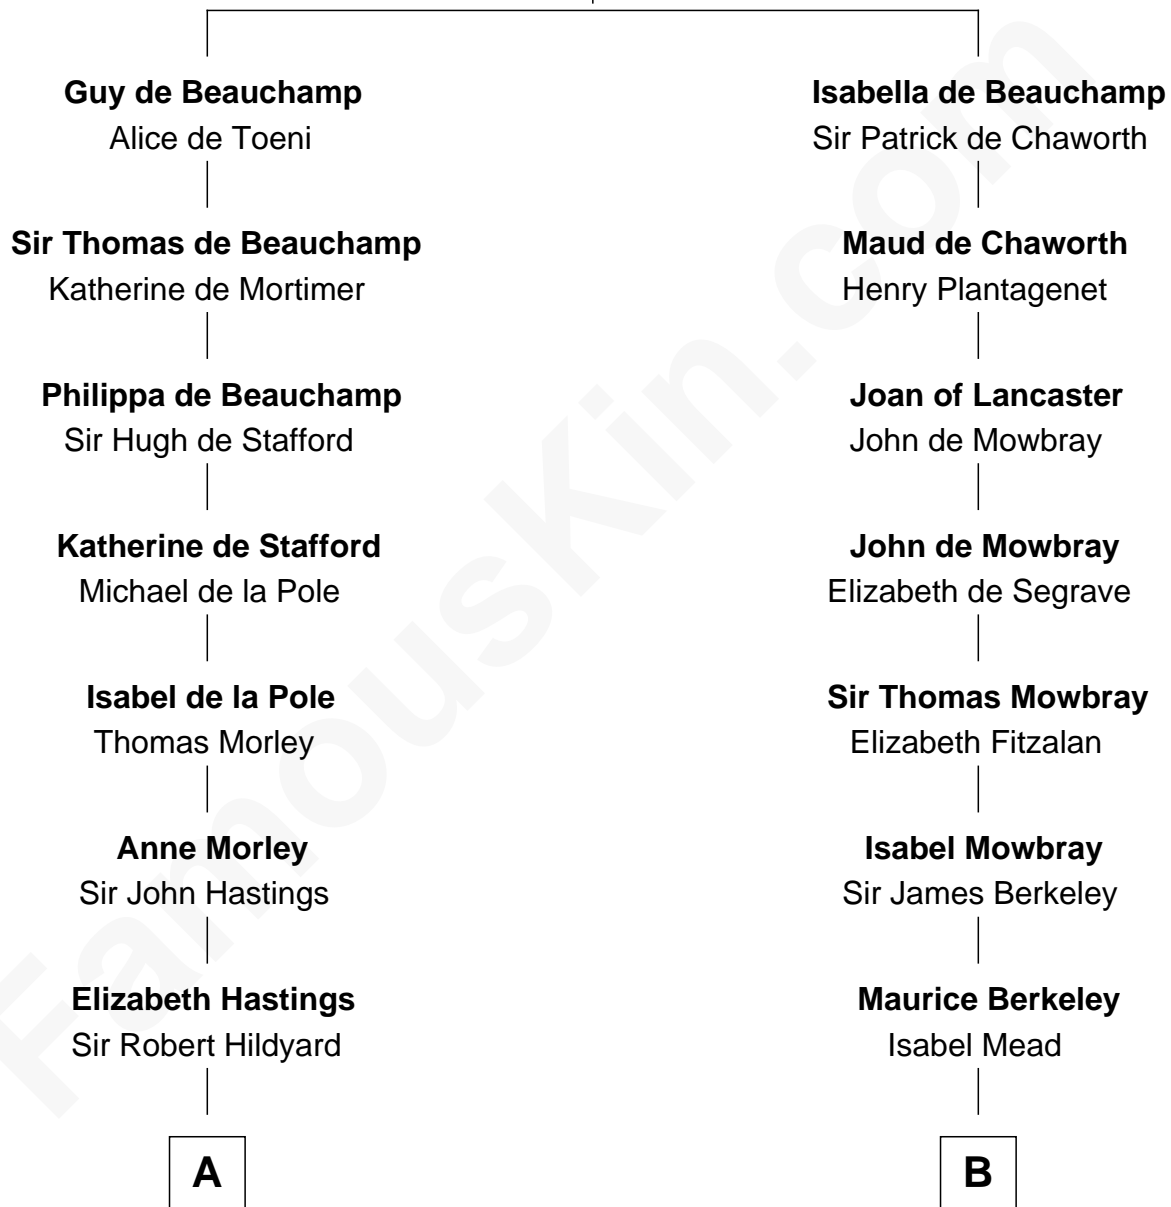 Guy de Beauchamp
Alice de Toeni
Sir Thomas de Beauchamp
Katherine de Mortimer
Philippa de Beauchamp
Sir Hugh de Stafford
Katherine de Stafford
Michael de la Pole
Isabel de la Pole
Thomas Morley
Anne Morley
Sir John Hastings
Elizabeth Hastings
Sir Robert Hildyard
A
Isabella de Beauchamp
Sir Patrick de Chaworth
Maud de Chaworth
Henry Plantagenet
Joan of Lancaster
John de Mowbray
John de Mowbray
Elizabeth de Segrave
Sir Thomas Mowbray
Elizabeth Fitzalan
Isabel Mowbray
Sir James Berkeley
Maurice Berkeley
Isabel Mead
B
FamousKin.com